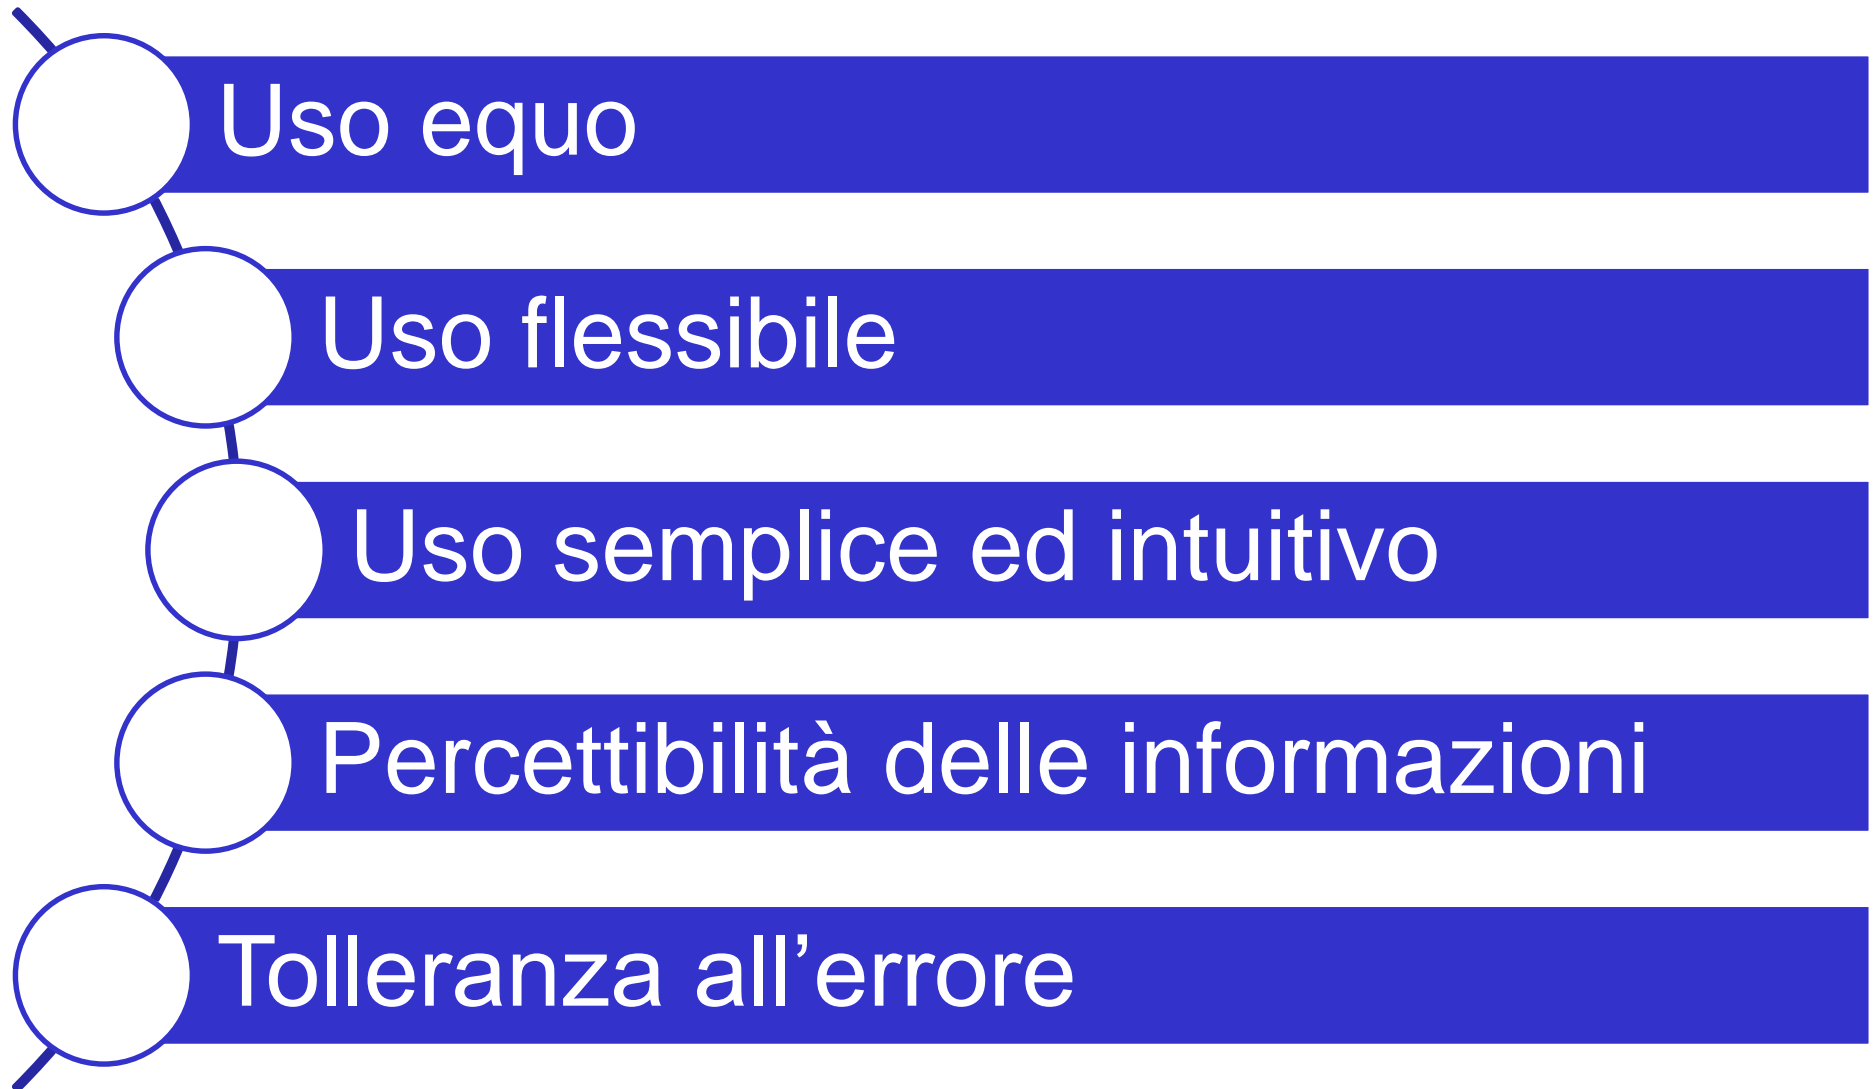 Uso equo
Uso flessibile
Uso semplice ed intuitivo
Percettibilità delle informazioni
Tolleranza all’errore